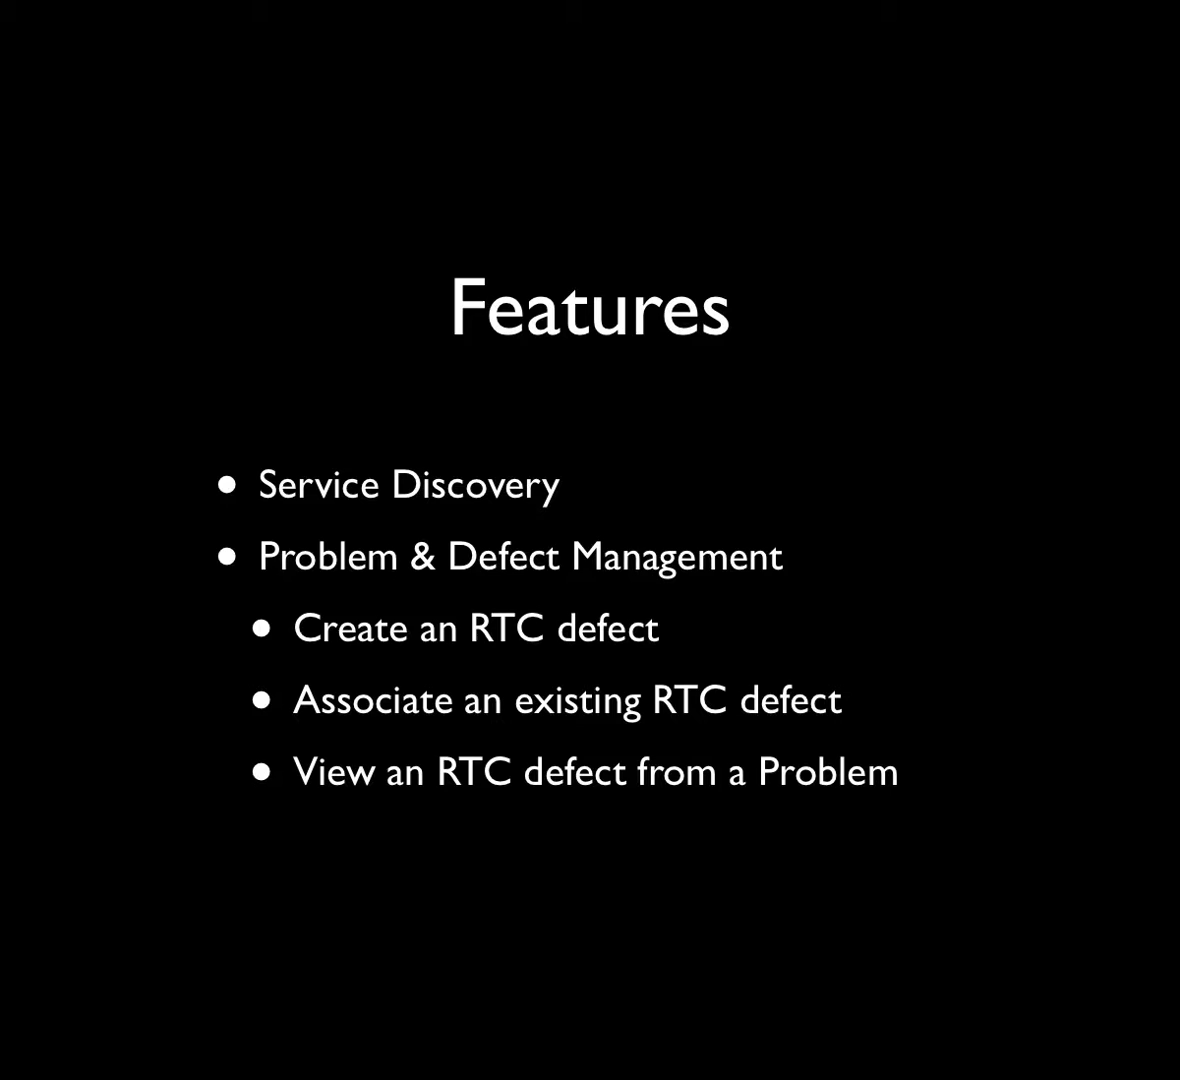 Features
• Service Discovery
• Problem & Defect Management
• Create an RTC defect
• Associate an existing RTC defect
• View an RTC defect from a Problem